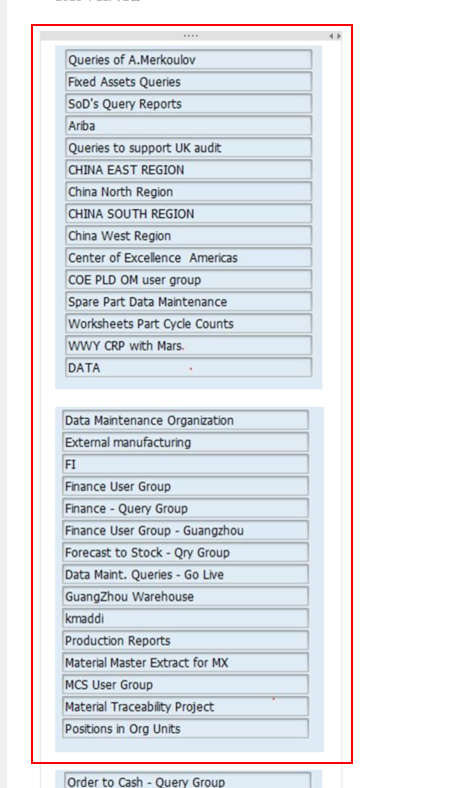 Queries of A.Merkoulov
Fixed Assets Queries
SoD's Query Reports
Ariba
Queries to support UK audit
CHINA EAST REGION
China North Region
CHINA SOUTH REGION
China West Region
Center of Excellence  Americas
COE PLD OM user group
Spare Part Data Maintenance
Worksheets Part Cycle Counts
WWY CRP with Mars
DATA
Data Maintenance Organization
External manufacturing
FI
Finance User Group
Finance - Query Group
Finance User Group - Guangzhou
Forecast to Stock - Qry Group
Data Maint. Queries - Go Live
GuangZhou Warehouse
kmaddi
Production Reports
Material Master Extract for MX
MCS User Group
Material Traceability Project
Positions in Org Units
Order to Cash - Query Group